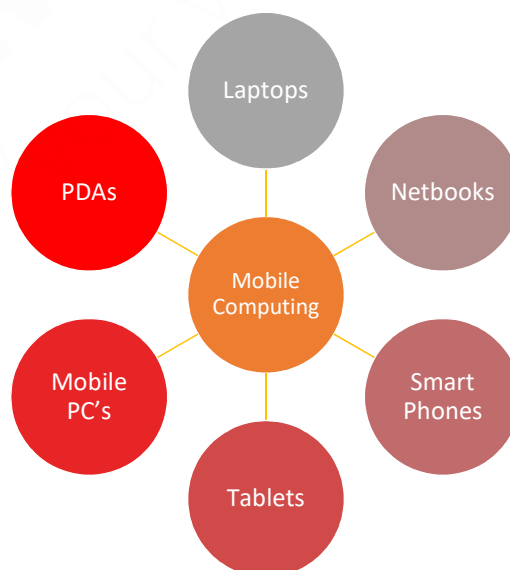 Laptops
PDAs
Netbooks
Mobile
Computing
Mobile
PC’s
Smart
Phones
Tablets